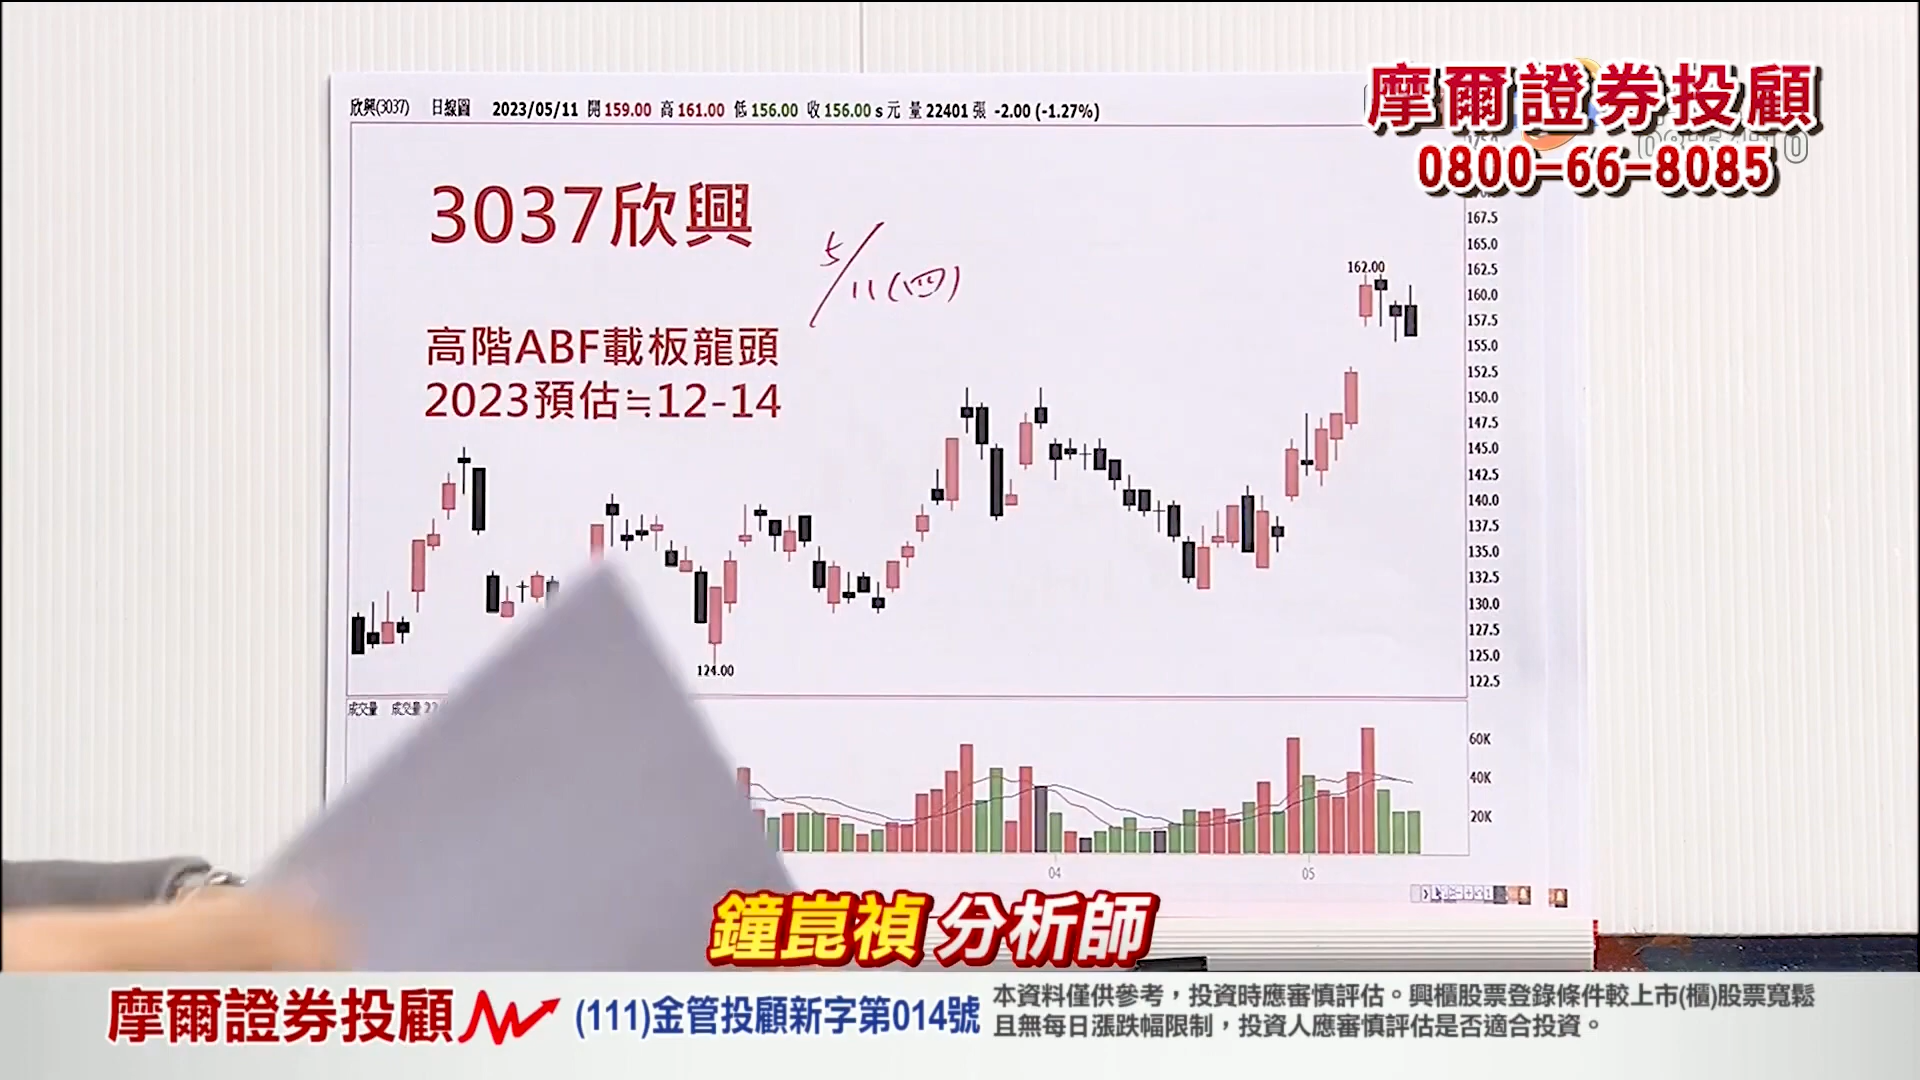 摩爾證券投顧
0800-66-8085
欣興(3037) 日線圖 2023/05/11 開 159.00 高 161.00 低 156.00 收 156.00 s 元 量 22401 張 -2.00 (-1.27%)
3037欣興
5/11(四)
高階ABF載板龍頭
2023預估≒12-14
162.00
124.00
167.5
165.0
162.5
160.0
157.5
155.0
152.5
150.0
147.5
145.0
142.5
140.0
137.5
135.0
132.5
130.0
127.5
125.0
122.5
成交量 成交量
60K
40K
20K
04 05
鐘崑禎 分析師
摩爾證券投顧 (111)金管投顧新字第014號
本資料僅供參考，投資時應審慎評估。興櫃股票登錄條件較上市(櫃)股票寬鬆
且無每日漲跌幅限制，投資人應審慎評估是否適合投資。